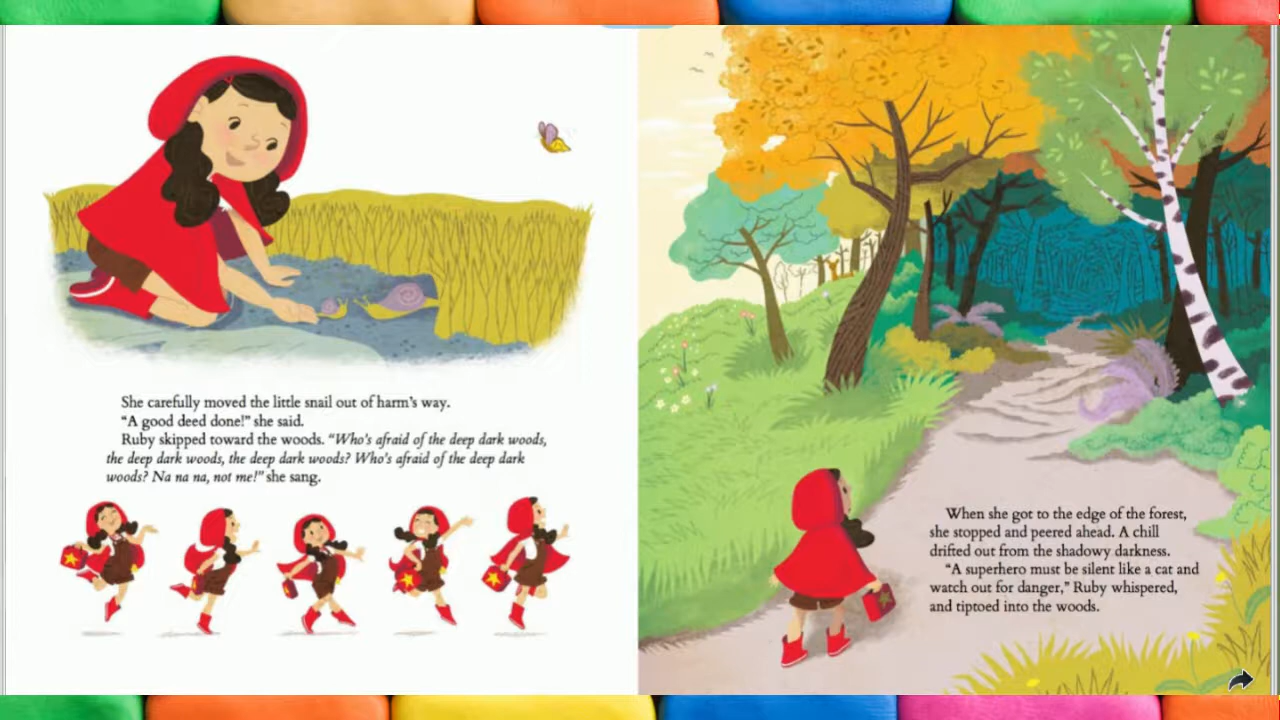 She carefully moved the little snail out of harm's way.
"A good deed done!" she said.
Ruby skipped toward the woods. "Who's afraid of the deep dark woods,
the deep dark woods, the deep dark woods? Who's afraid of the deep dark
woods? Na na na, not me!" she sang.
When she got to the edge of the forest,
she stopped and peered ahead. A chill
drifted out from the shadowy darkness.
"A superhero must be silent like a cat and
watch out for danger," Ruby whispered,
and tiptoed into the woods.